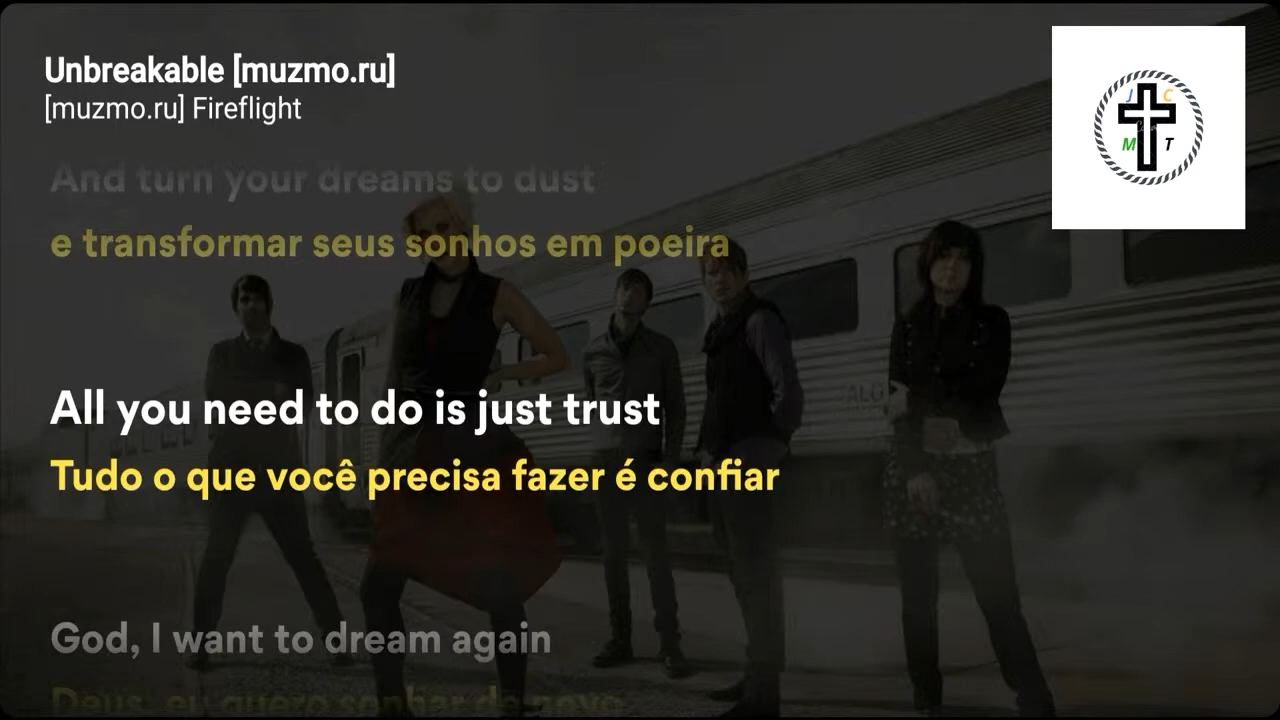 Unbreakable [muzmo.ru]
[muzmo.ru] Fireflight
J C
M T
And turn your dreams to dust
e transformar seus sonhos em poeira
All you need to do is just trust
Tudo o que você precisa fazer é confiar
God, I want to dream again
Deus, eu quero sonhar de novo